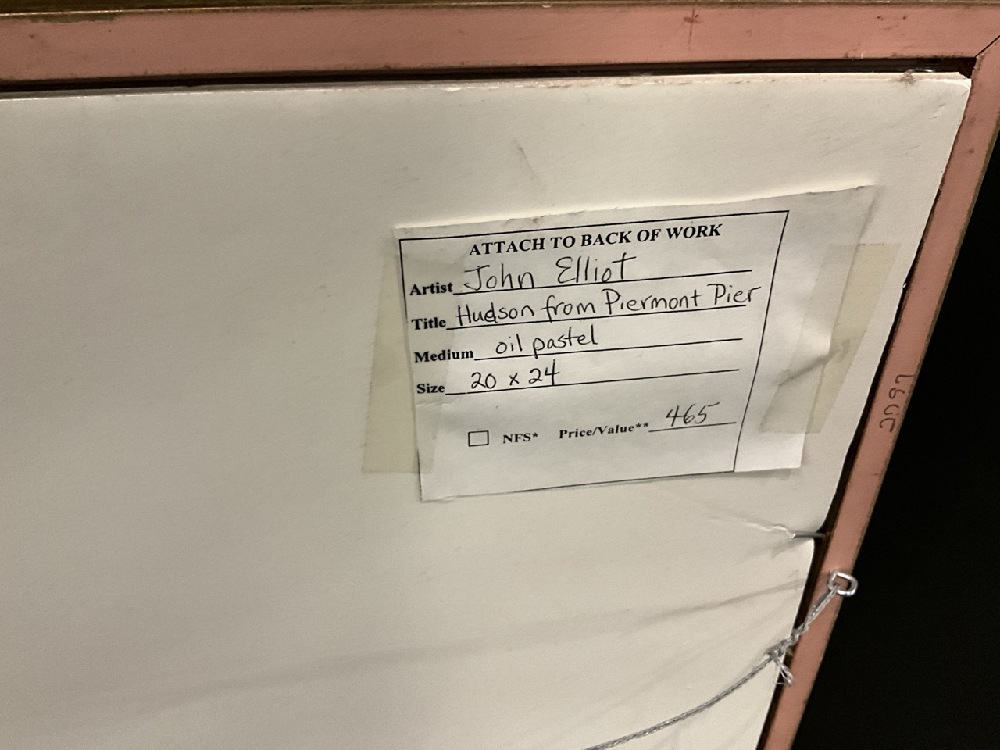 ATTACH TO BACK OF WORK
Artist John Elliot
Title Hudson from Piermont Pier
Medium oil pastel
Size 20 x 24
NFS* Price/Value** 465